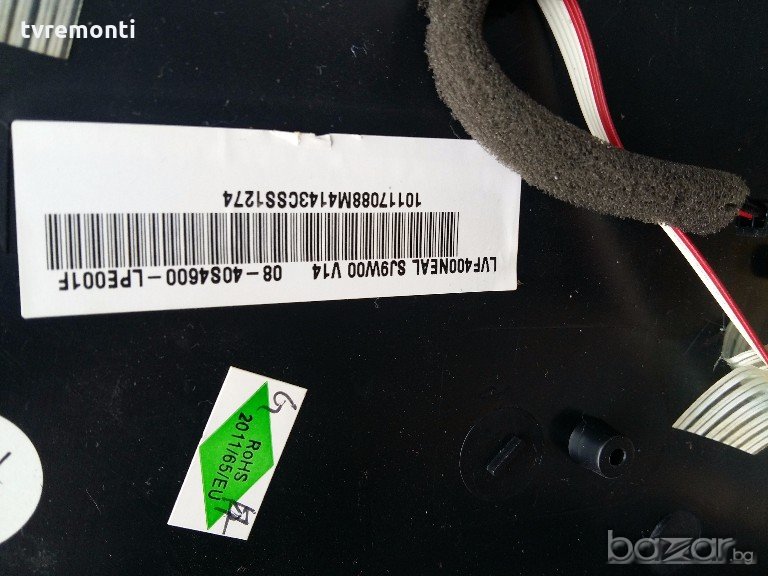 tvremonti
LVF400NEAL SJ9W00 V14 08-40S4600-LPE001F
10117088M4143CSS1274
RoHS
2011/65/EU
bazar.bg